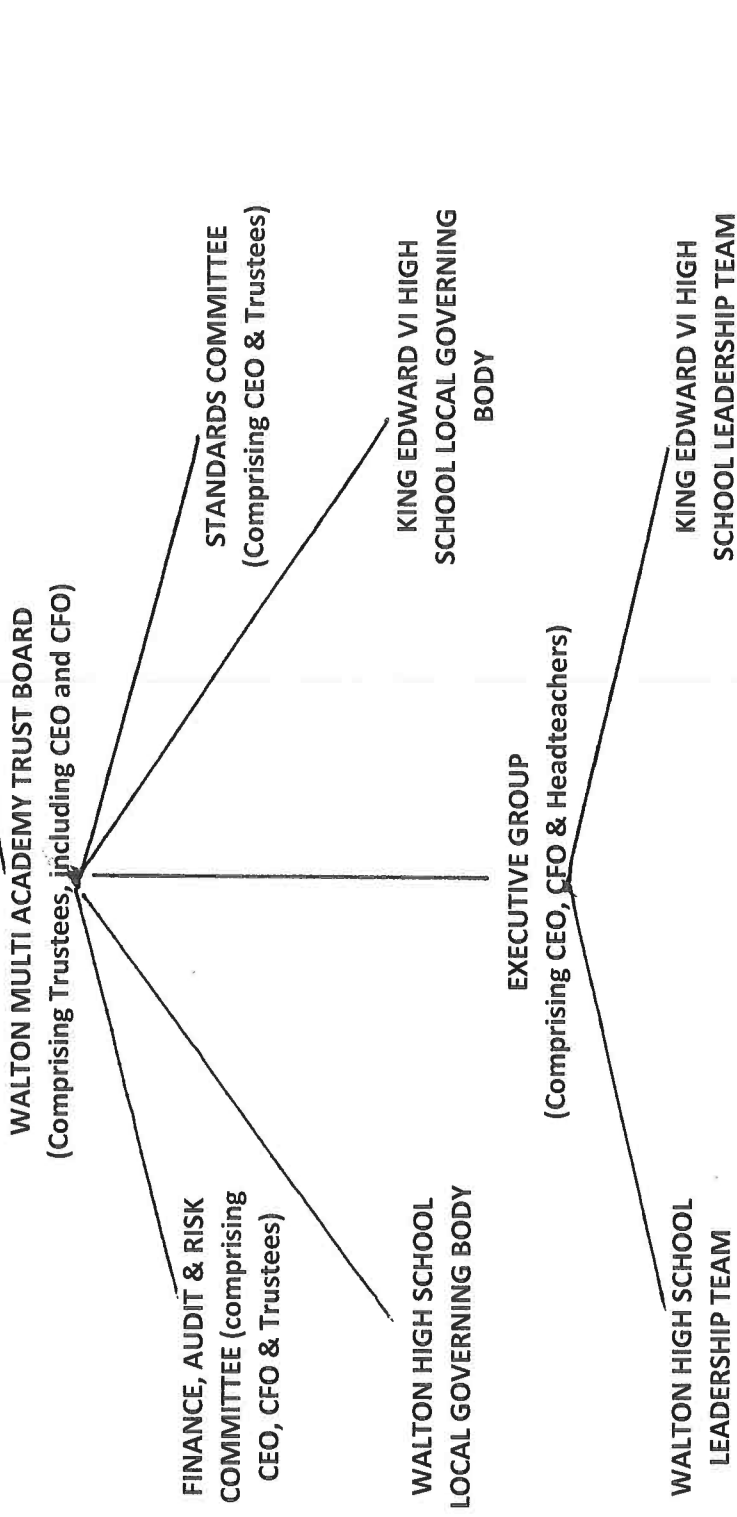 WALTON MULTI ACADEMY TRUST BOARD
(Comprising Trustees, including CEO and CFO)
FINANCE, AUDIT & RISK
COMMITTEE (comprising
CEO, CFO & Trustees)
STANDARDS COMMITTEE
(Comprising CEO & Trustees)
WALTON HIGH SCHOOL
LOCAL GOVERNING BODY
KING EDWARD VI HIGH
SCHOOL LOCAL GOVERNING
BODY
EXECUTIVE GROUP
(Comprising CEO, CFO & Headteachers)
WALTON HIGH SCHOOL
LEADERSHIP TEAM
KING EDWARD VI HIGH
SCHOOL LEADERSHIP TEAM